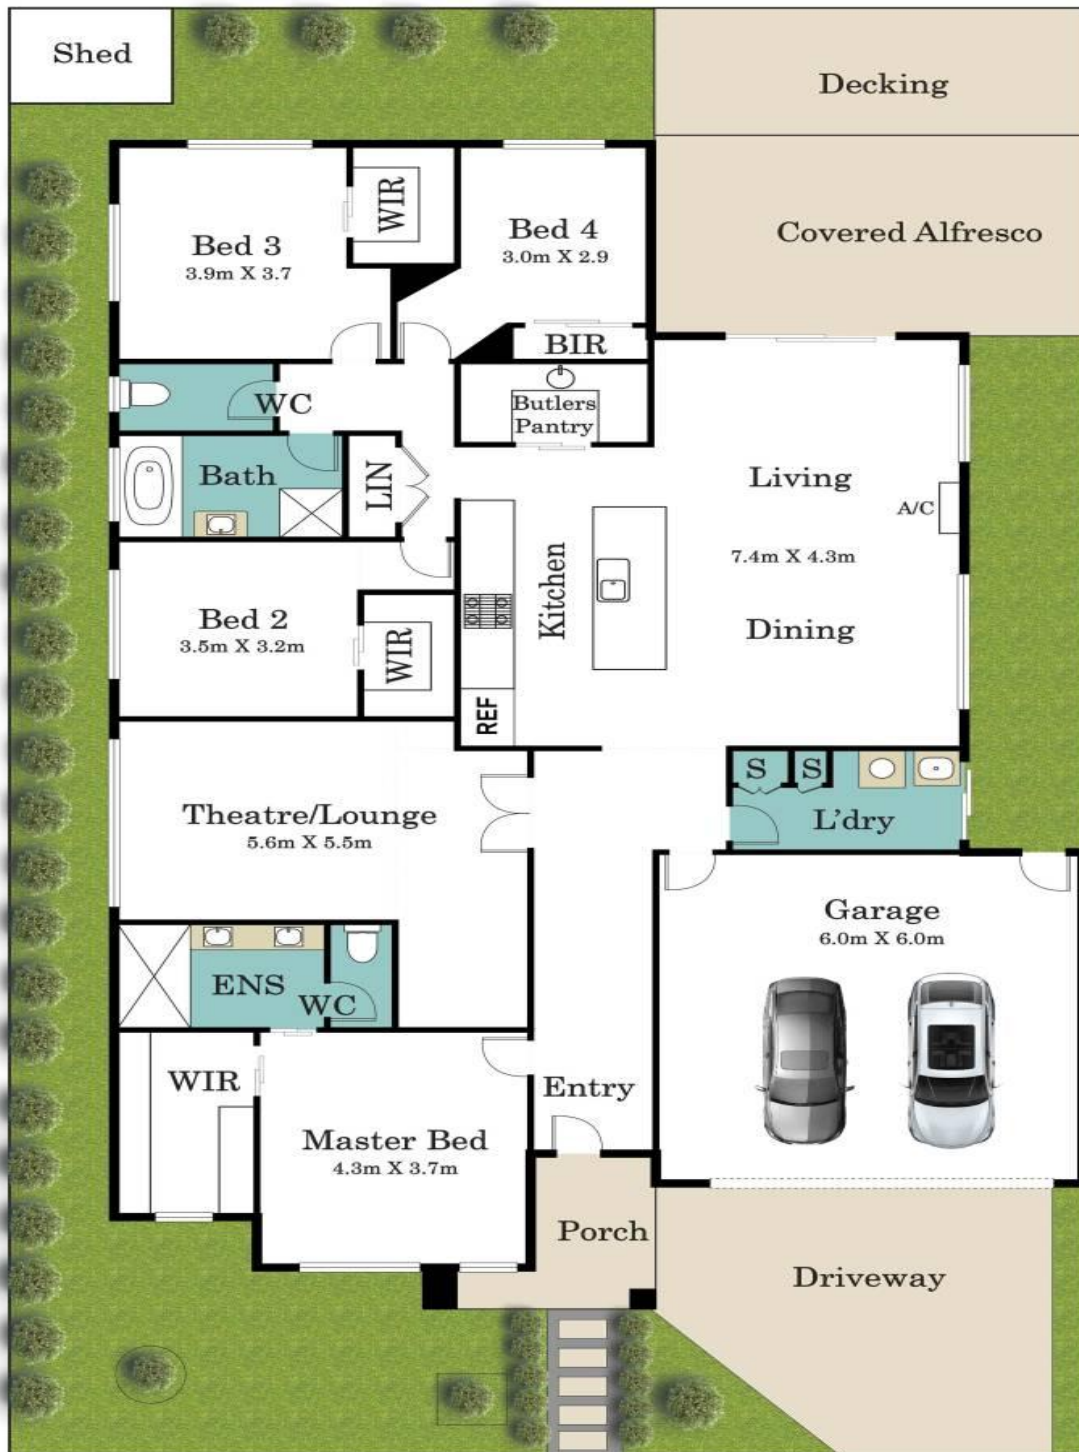 Shed
Decking
Covered Alfresco
Bed 3
3.9m X 3.7
WIR
Bed 4
3.0m X 2.9
BIR
WC
Butlers
Pantry
Bath
LIN
Living
A/C
7.4m X 4.3m
Dining
Kitchen
Bed 2
3.5m X 3.2m
WIR
REF
Theatre/Lounge
5.6m X 5.5m
S
S
L'dry
Garage
6.0m X 6.0m
ENS
WC
WIR
Entry
Master Bed
4.3m X 3.7m
Porch
Driveway